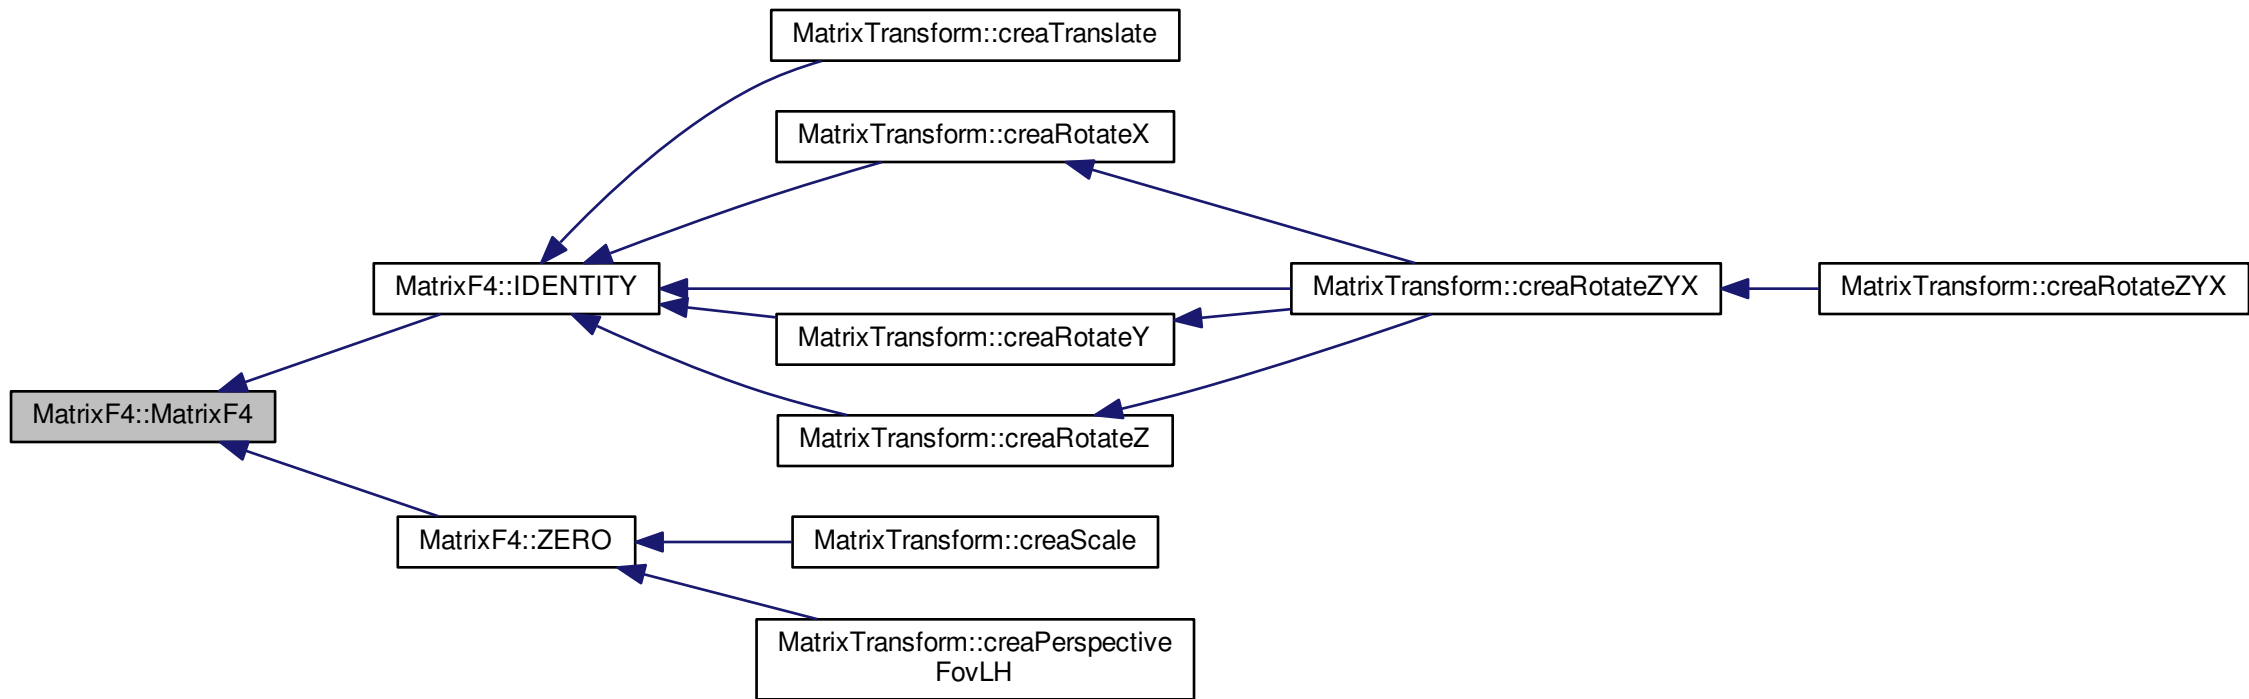 MatrixTransform::creaTranslate
MatrixTransform::creaRotateX
MatrixF4::IDENTITY
MatrixTransform::creaRotateZYX
MatrixTransform::creaRotateZYX
MatrixTransform::creaRotateY
MatrixF4::MatrixF4
MatrixTransform::creaRotateZ
MatrixF4::ZERO
MatrixTransform::creaScale
MatrixTransform::creaPerspective
FovLH